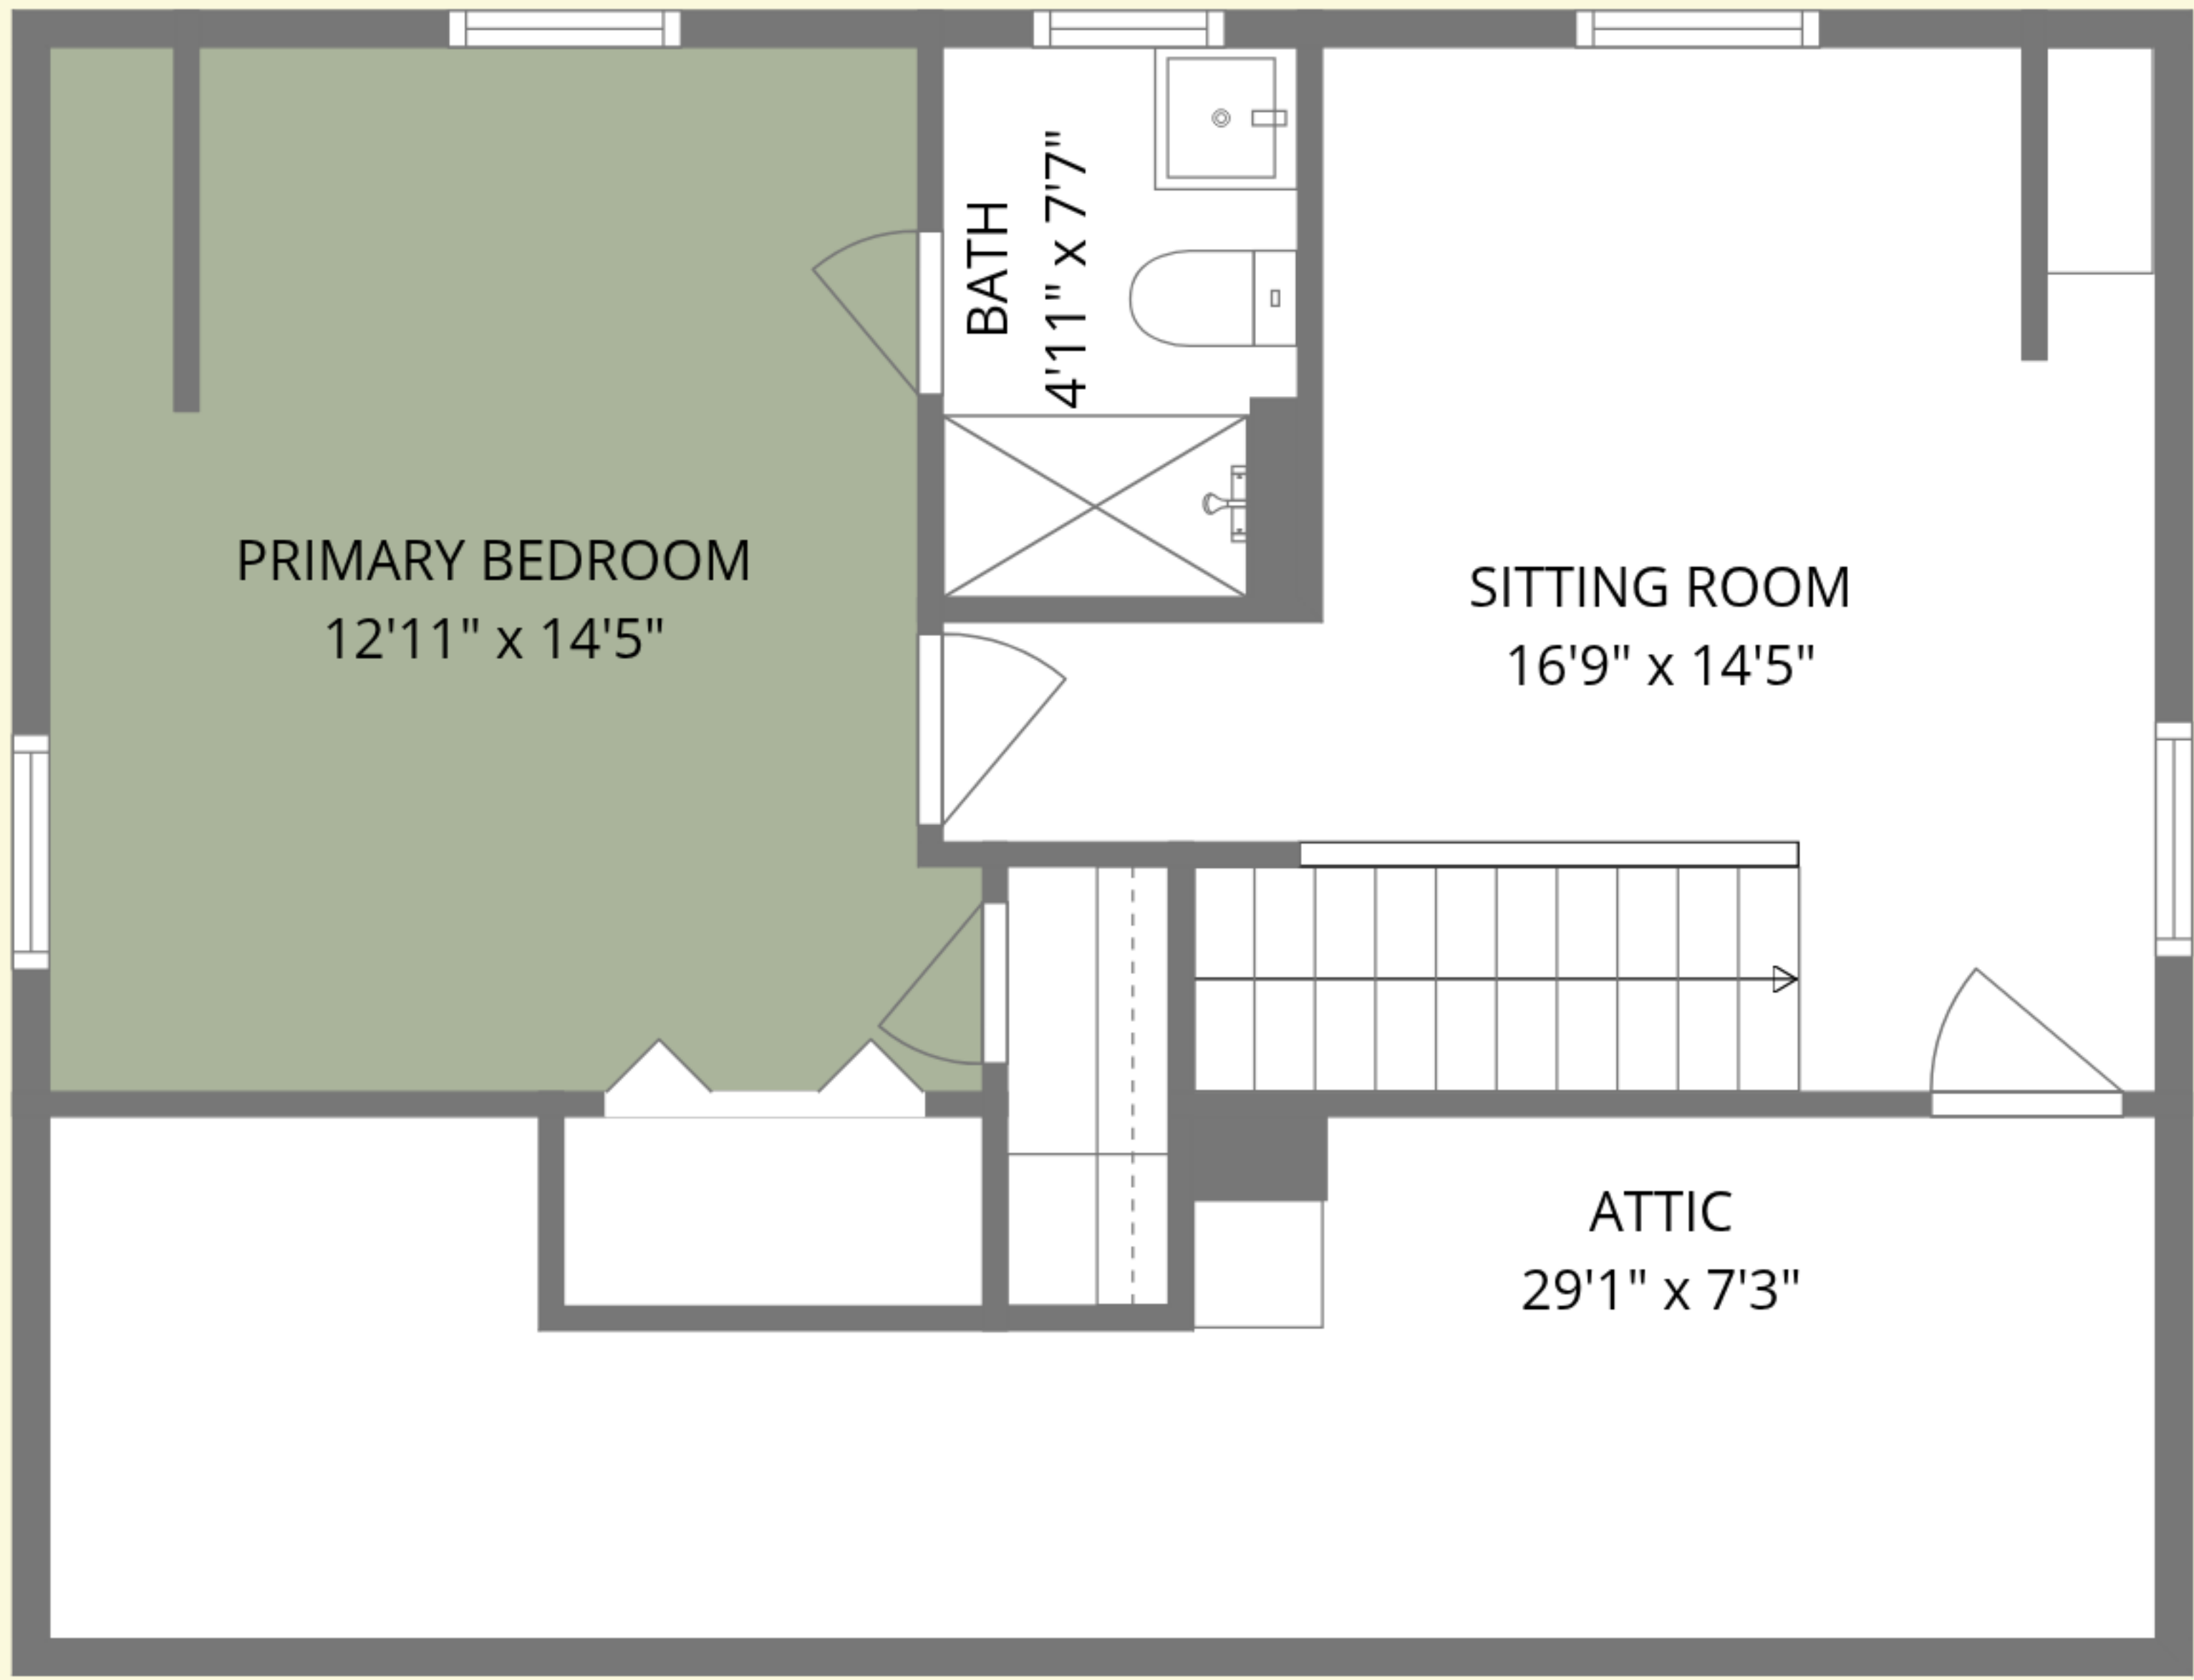 BATH
4'11" x 7'7"
PRIMARY BEDROOM
12'11" x 14'5"
SITTING ROOM
16'9" x 14'5"
ATTIC
29'1" x 7'3"